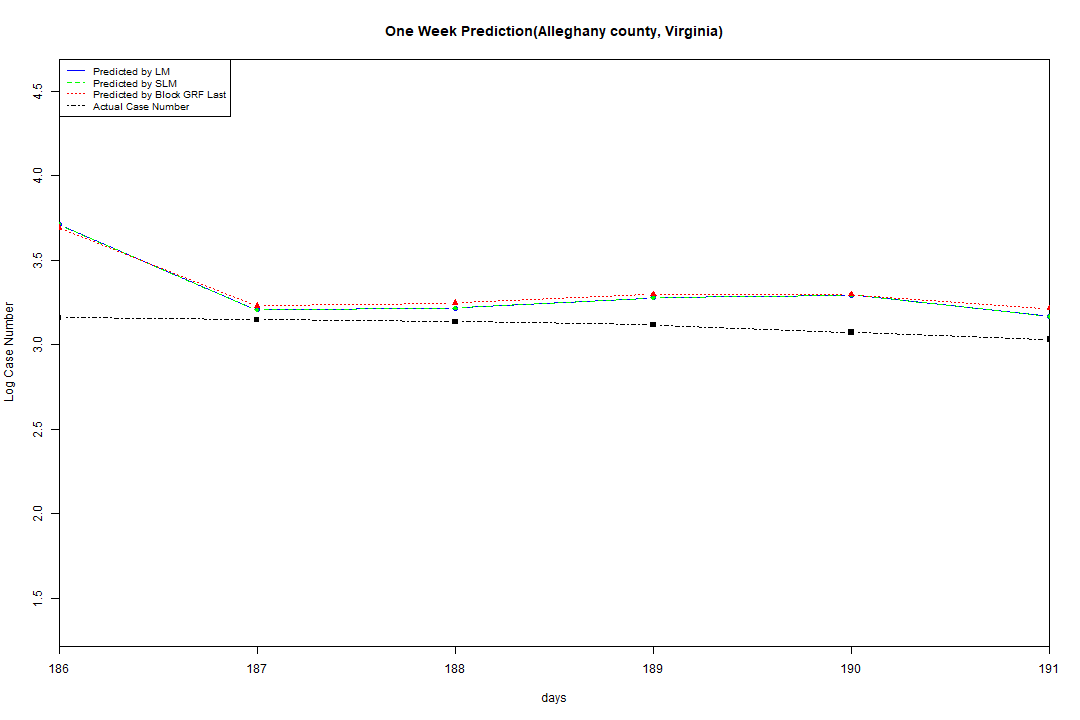 One Week Prediction(Alleghany county, Virginia)
Predicted by LM
Predicted by SLM
Predicted by Block GRF Last
Actual Case Number
4.5
4.0
3.5
3.0
2.5
2.0
1.5
Log Case Number
186 187 188 189 190 191
days